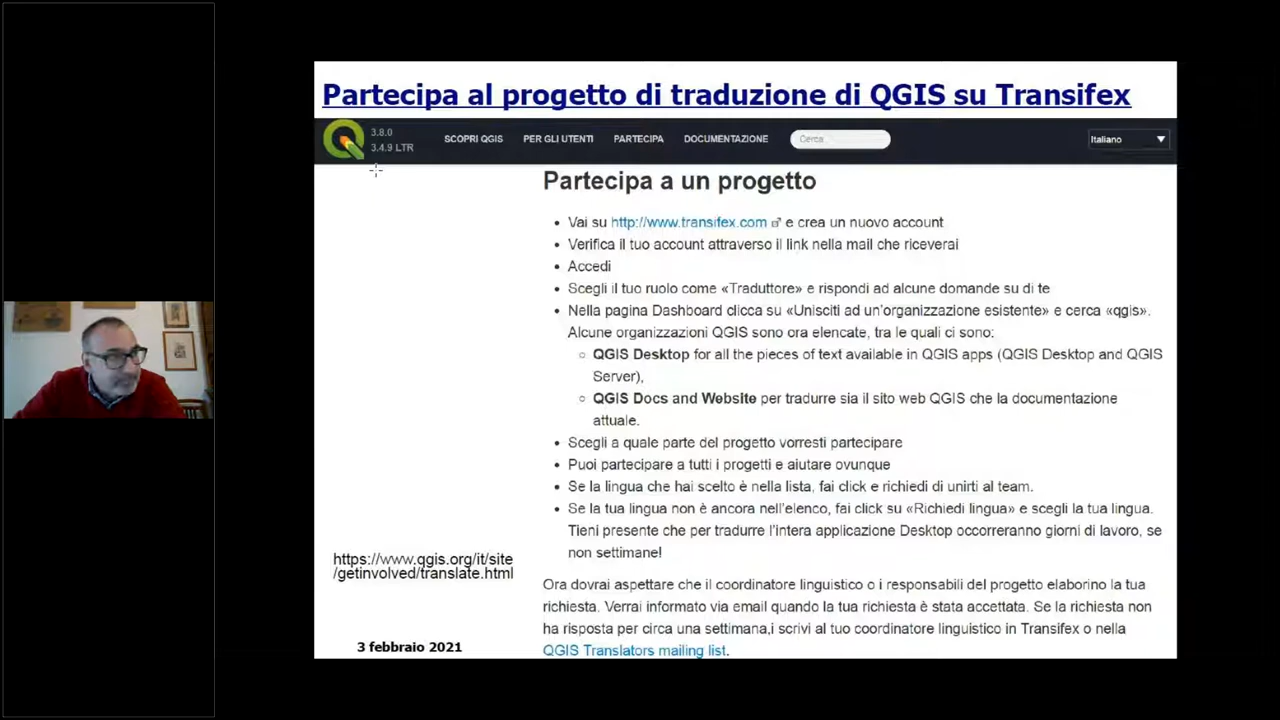 Partecipa al progetto di traduzione di QGIS su Transifex
3.8.0
3.4.9 LTR
SCOPRI QGIS PER GLI UTENTI PARTECIPA DOCUMENTAZIONE Cerca Italiano
Partecipa a un progetto
• Vai su http://www.transifex.com e crea un nuovo account
• Verifica il tuo account attraverso il link nella mail che riceverai
• Accedi
• Scegli il tuo ruolo come «Traduttore» e rispondi ad alcune domande su di te
• Nella pagina Dashboard clicca su «Unisciti ad un'organizzazione esistente» e cerca «qgis».
Alcune organizzazioni QGIS sono ora elencate, tra le quali ci sono:
○ QGIS Desktop for all the pieces of text available in QGIS apps (QGIS Desktop and QGIS
Server),
○ QGIS Docs and Website per tradurre sia il sito web QGIS che la documentazione
attuale.
• Scegli a quale parte del progetto vorresti partecipare
• Puoi partecipare a tutti i progetti e aiutare ovunque
• Se la lingua che hai scelto è nella lista, fai click e richiedi di unirti al team.
• Se la tua lingua non è ancora nell'elenco, fai click su «Richiedi lingua» e scegli la tua lingua.
Tieni presente che per tradurre l'intera applicazione Desktop occorreranno giorni di lavoro, se
non settimane!
Ora dovrai aspettare che il coordinatore linguistico o i responsabili del progetto elaborino la tua
richiesta. Verrai informato via email quando la tua richiesta è stata accettata. Se la richiesta non
ha risposta per circa una settimana,i scrivi al tuo coordinatore linguistico in Transifex o nella
QGIS Translators mailing list.
https://www.qgis.org/it/site
/getinvolved/translate.html
3 febbraio 2021